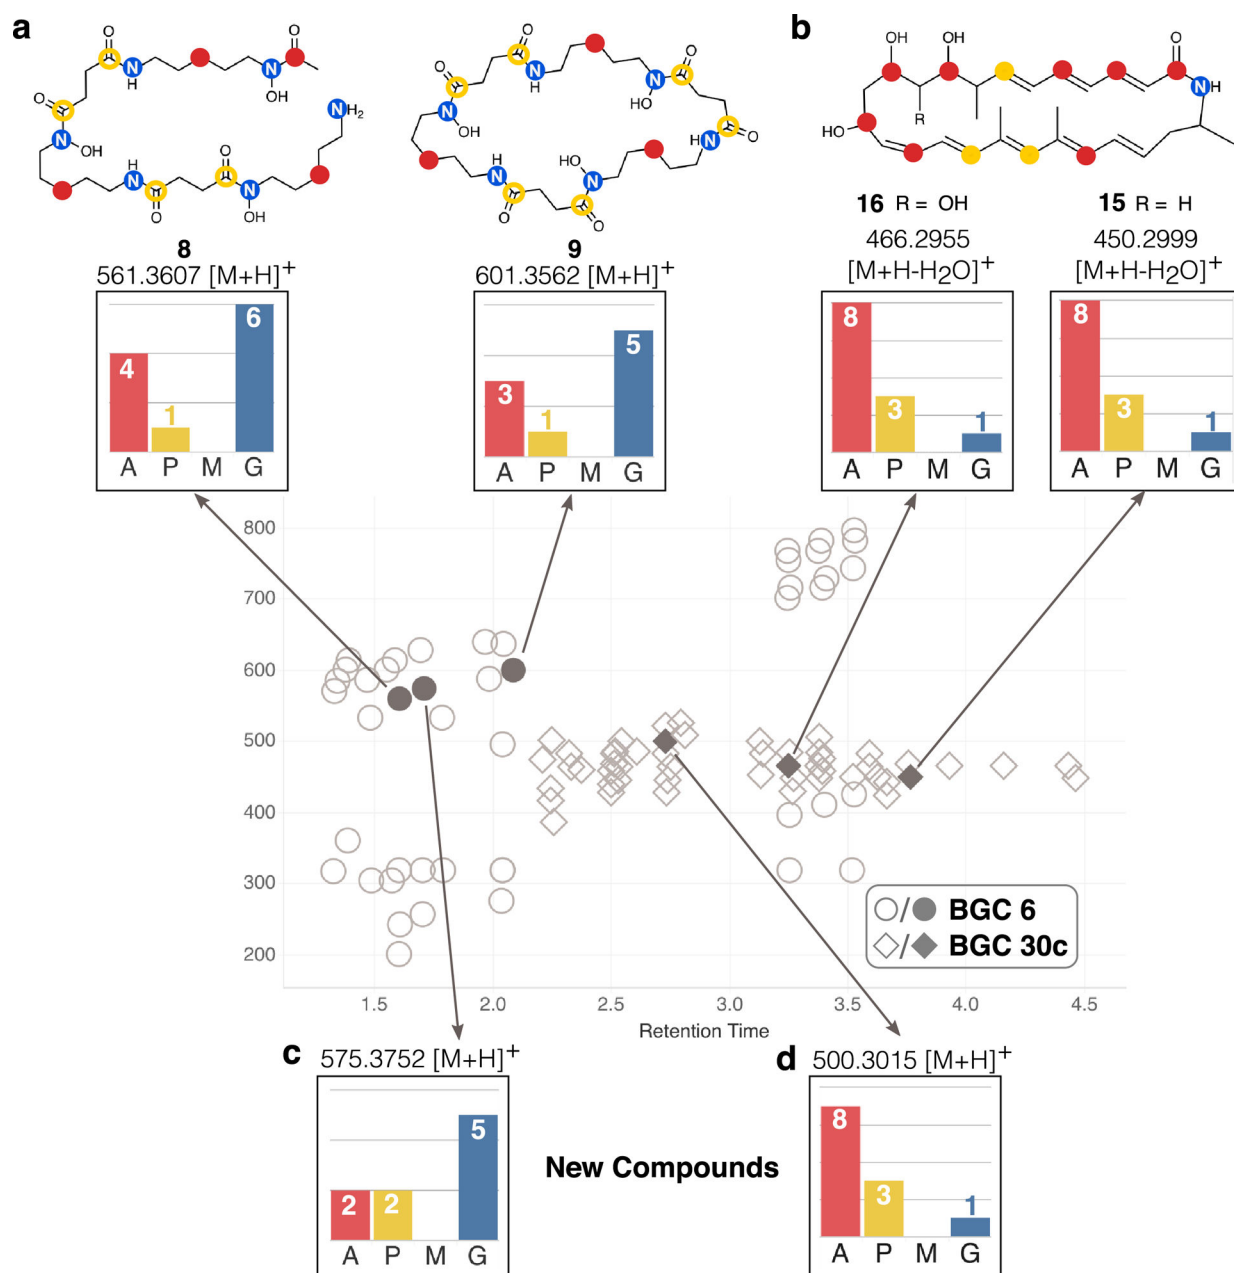 a
b
O
O
N
H
N
OH
O
N
OH
NH2
N
H
O
O
N
OH
O
O
N
H
O
N
HO
O
N
OH
N
H
O
HO
N
O
O
N
H
OH
OH
O
N
H
R
HO
8
561.3607 [M+H]+
9
601.3562 [M+H]+
16 R = OH
466.2955
[M+H-H2O]+
15 R = H
450.2999
[M+H-H2O]+
4
1
6
A P M G
3
1
5
A P M G
8
3
1
A P M G
8
3
1
A P M G
800
700
600
500
400
300
200
BGC 6
BGC 30c
1.5 2.0 2.5 3.0 3.5 4.0 4.5
Retention Time
c
575.3752 [M+H]+
2
2
5
A P M G
New Compounds
d
500.3015 [M+H]+
8
3
1
A P M G